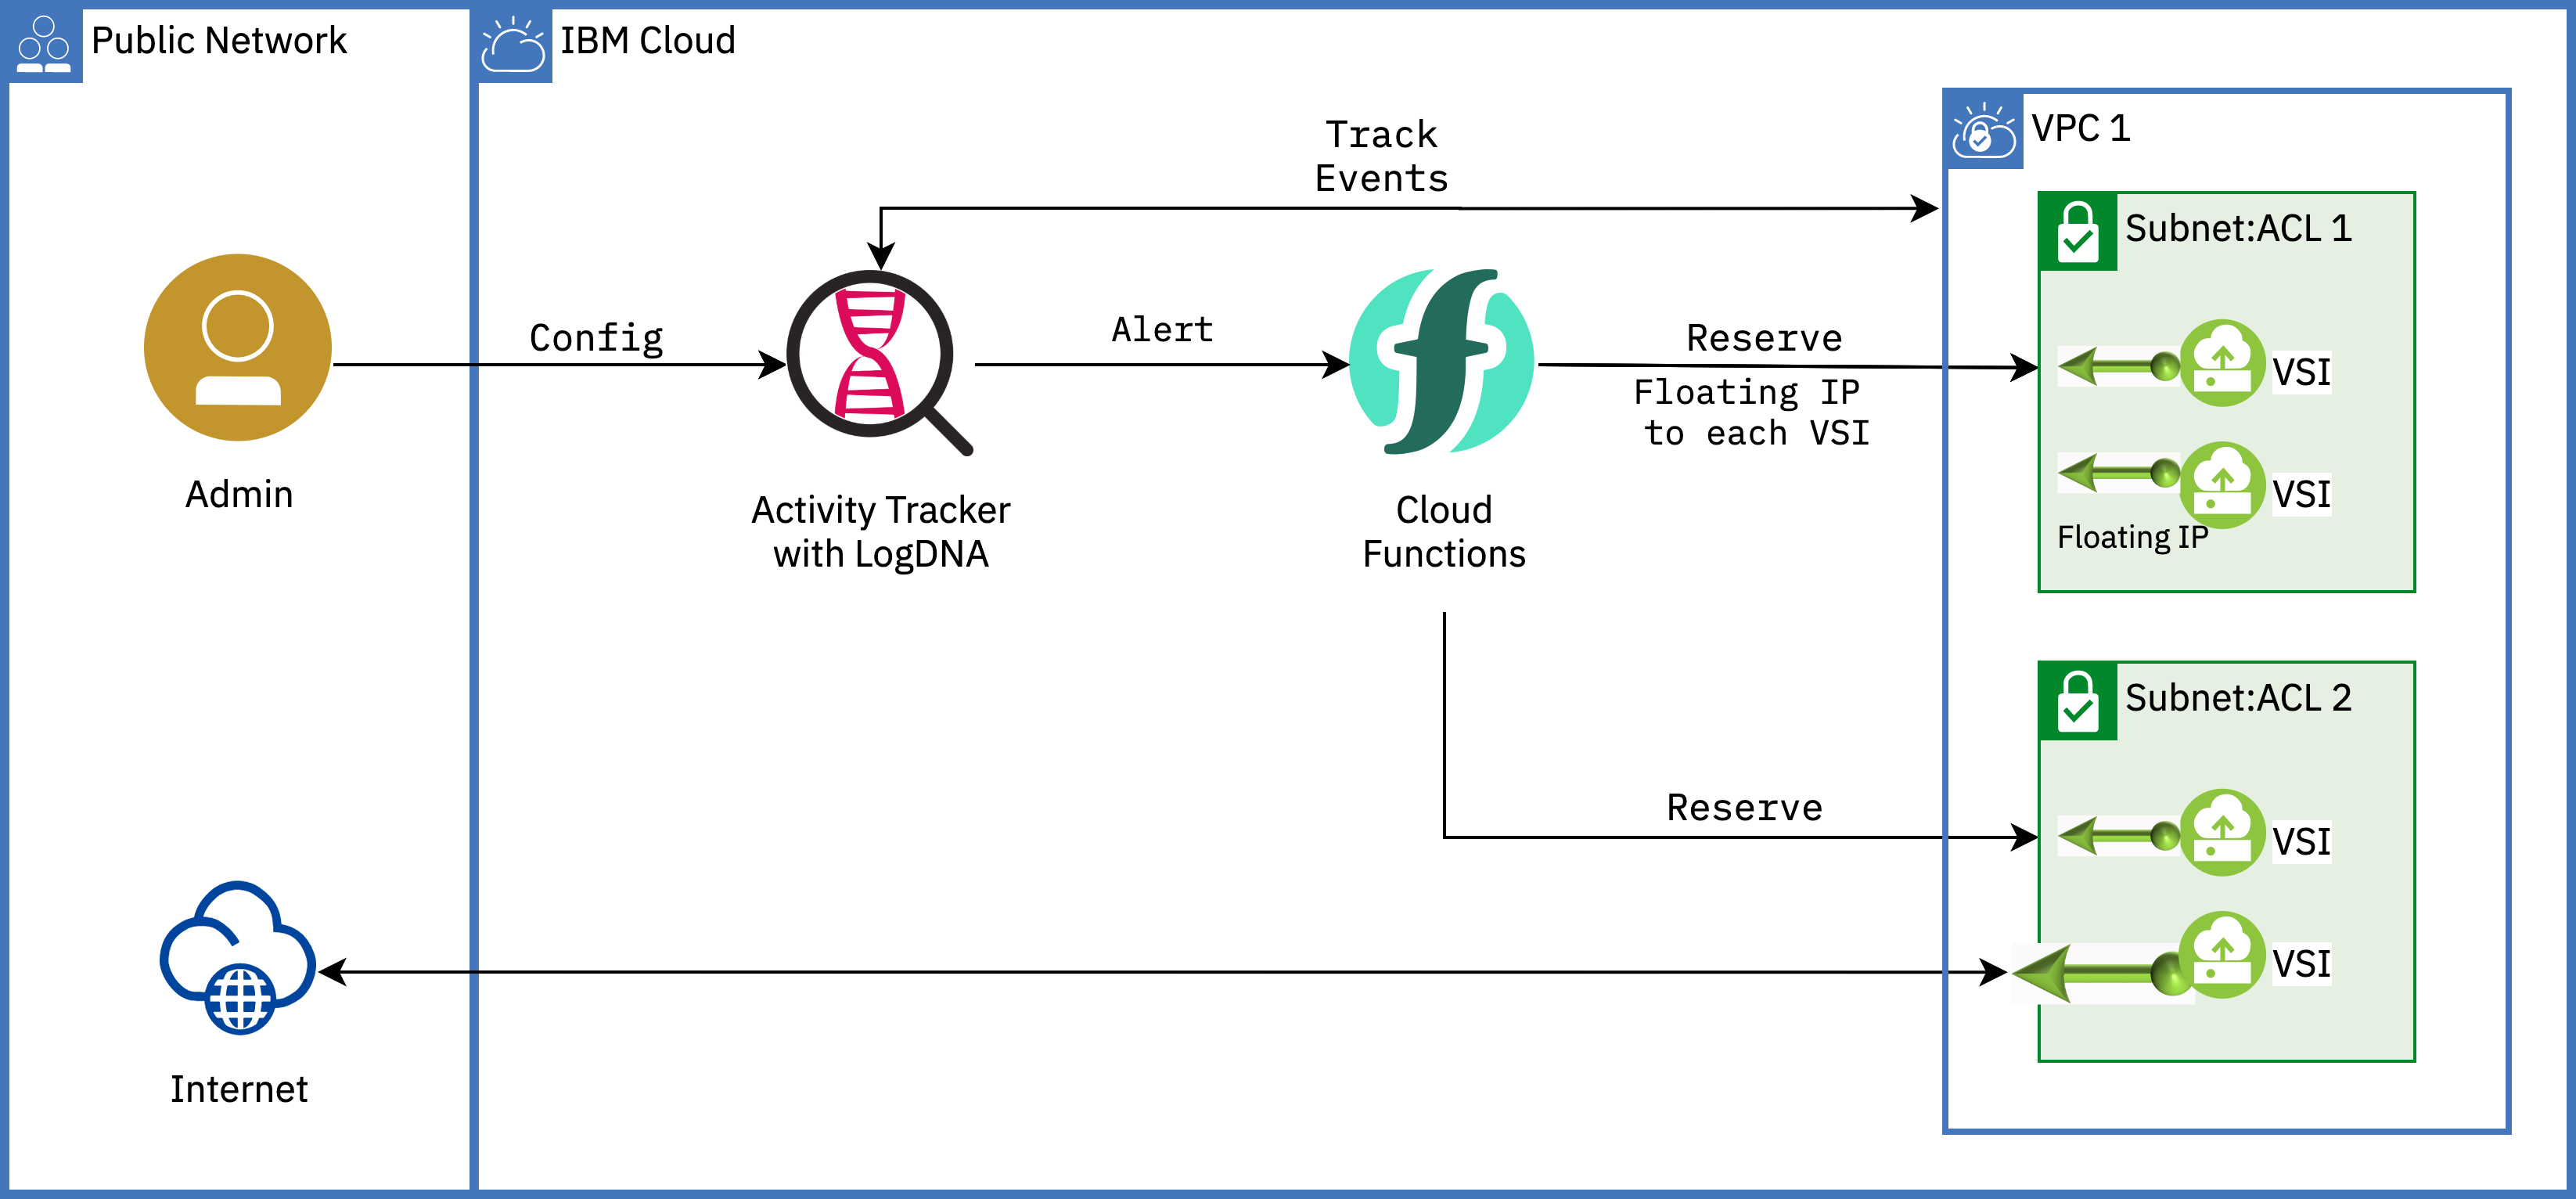 Public Network
IBM Cloud
Track
Events
VPC 1
Subnet:ACL 1
Config
Alert
Reserve
Floating IP
to each VSI
VSI
VSI
Floating IP
Admin
Activity Tracker
with LogDNA
Cloud
Functions
Subnet:ACL 2
Reserve
VSI
VSI
Internet